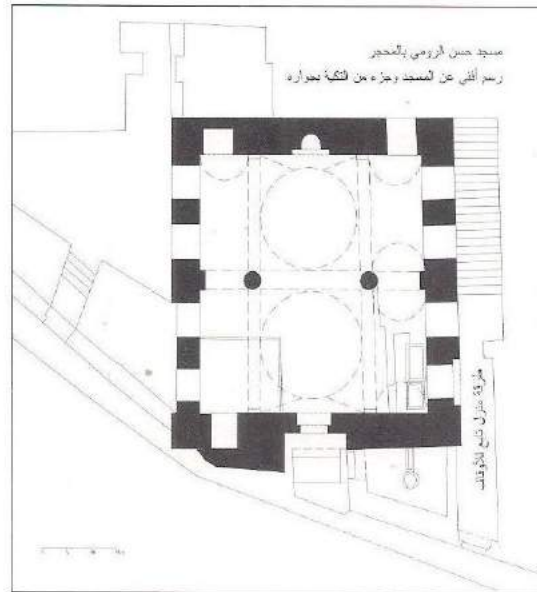 مسجد حسن الرومي بالمحجر
رسم أفقي عن المسجد وجزء من التكية بجواره
طرقة منزل تابع للأوقاف